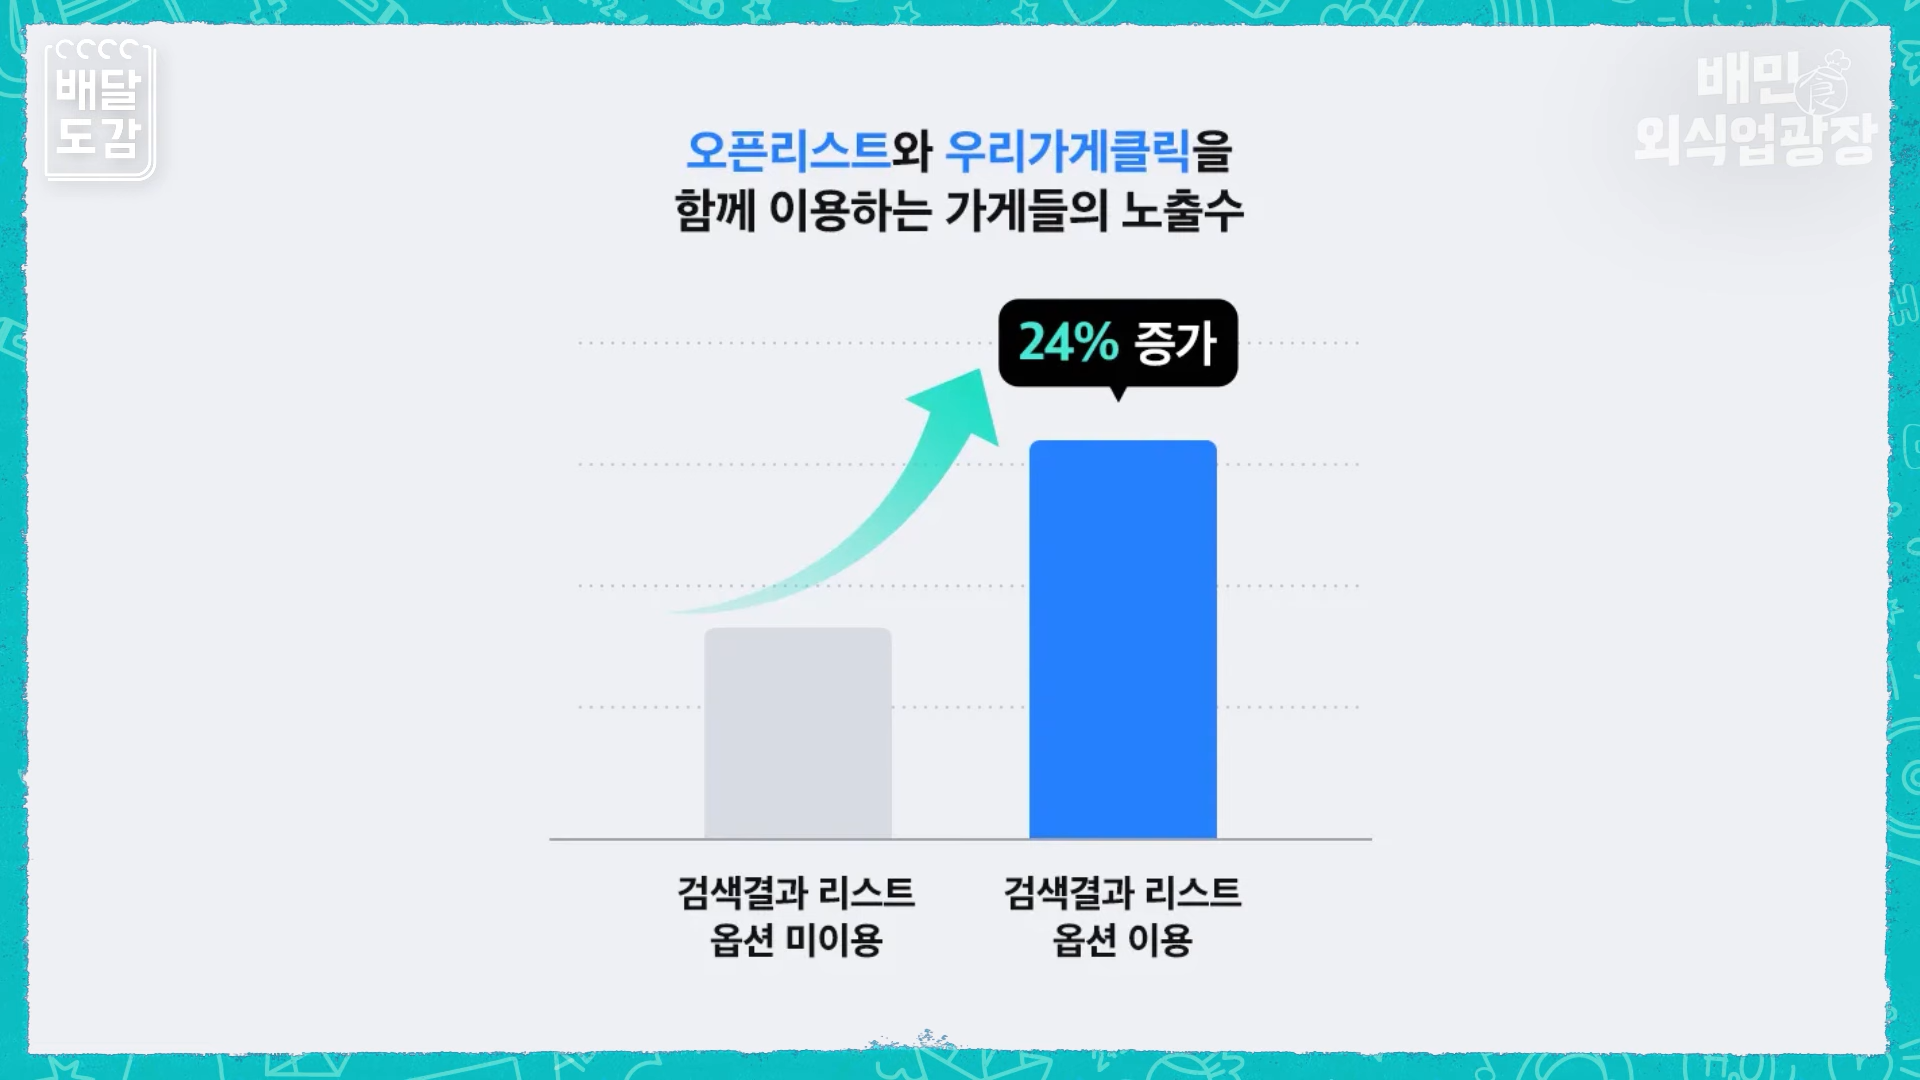 배달
도감
배민 食
외식업광장
오픈리스트와 우리가게클릭을
함께 이용하는 가게들의 노출수
24% 증가
검색결과 리스트
옵션 미이용
검색결과 리스트
옵션 이용